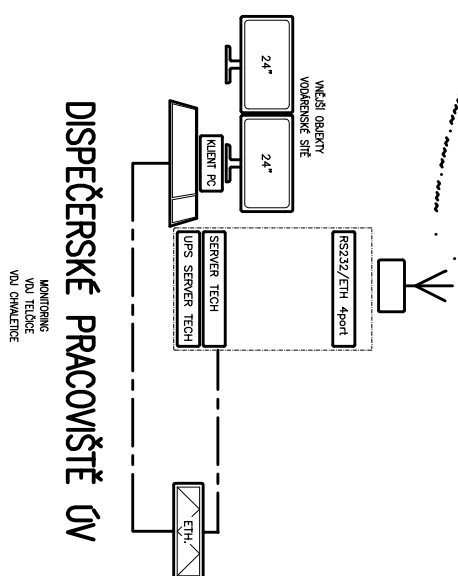 VNĚJŠÍ OBJEKTY
VODÁRENSKÉ SÍTĚ
24"
24"
KLIENT PC
RS232/ETH 4port
SERVER TECH
UPS SERVER TECH
ETH.
DISPEČERSKÉ PRACOVIŠTĚ ÚV
MONITORING
VDJ TELČICE
VDJ CHVALETICE